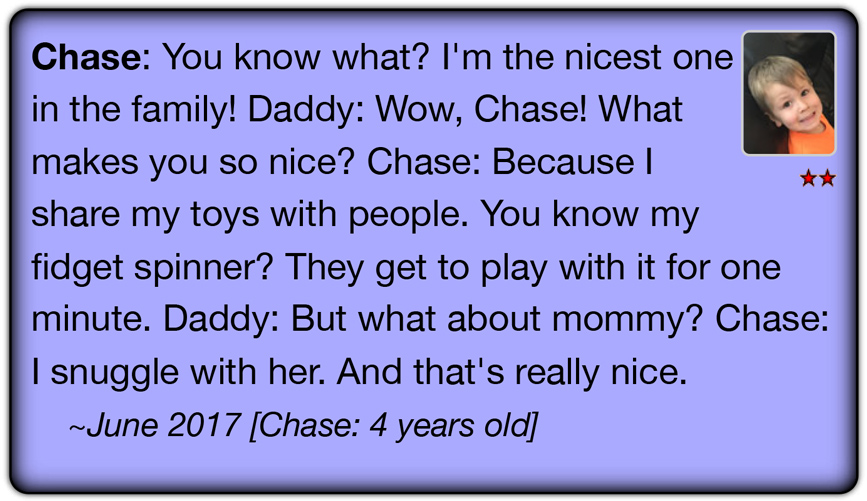 Chase: You know what? I'm the nicest one
in the family! Daddy: Wow, Chase! What
makes you so nice? Chase: Because I
share my toys with people. You know my
fidget spinner? They get to play with it for one
minute. Daddy: But what about mommy? Chase:
I snuggle with her. And that's really nice.
~June 2017 [Chase: 4 years old]